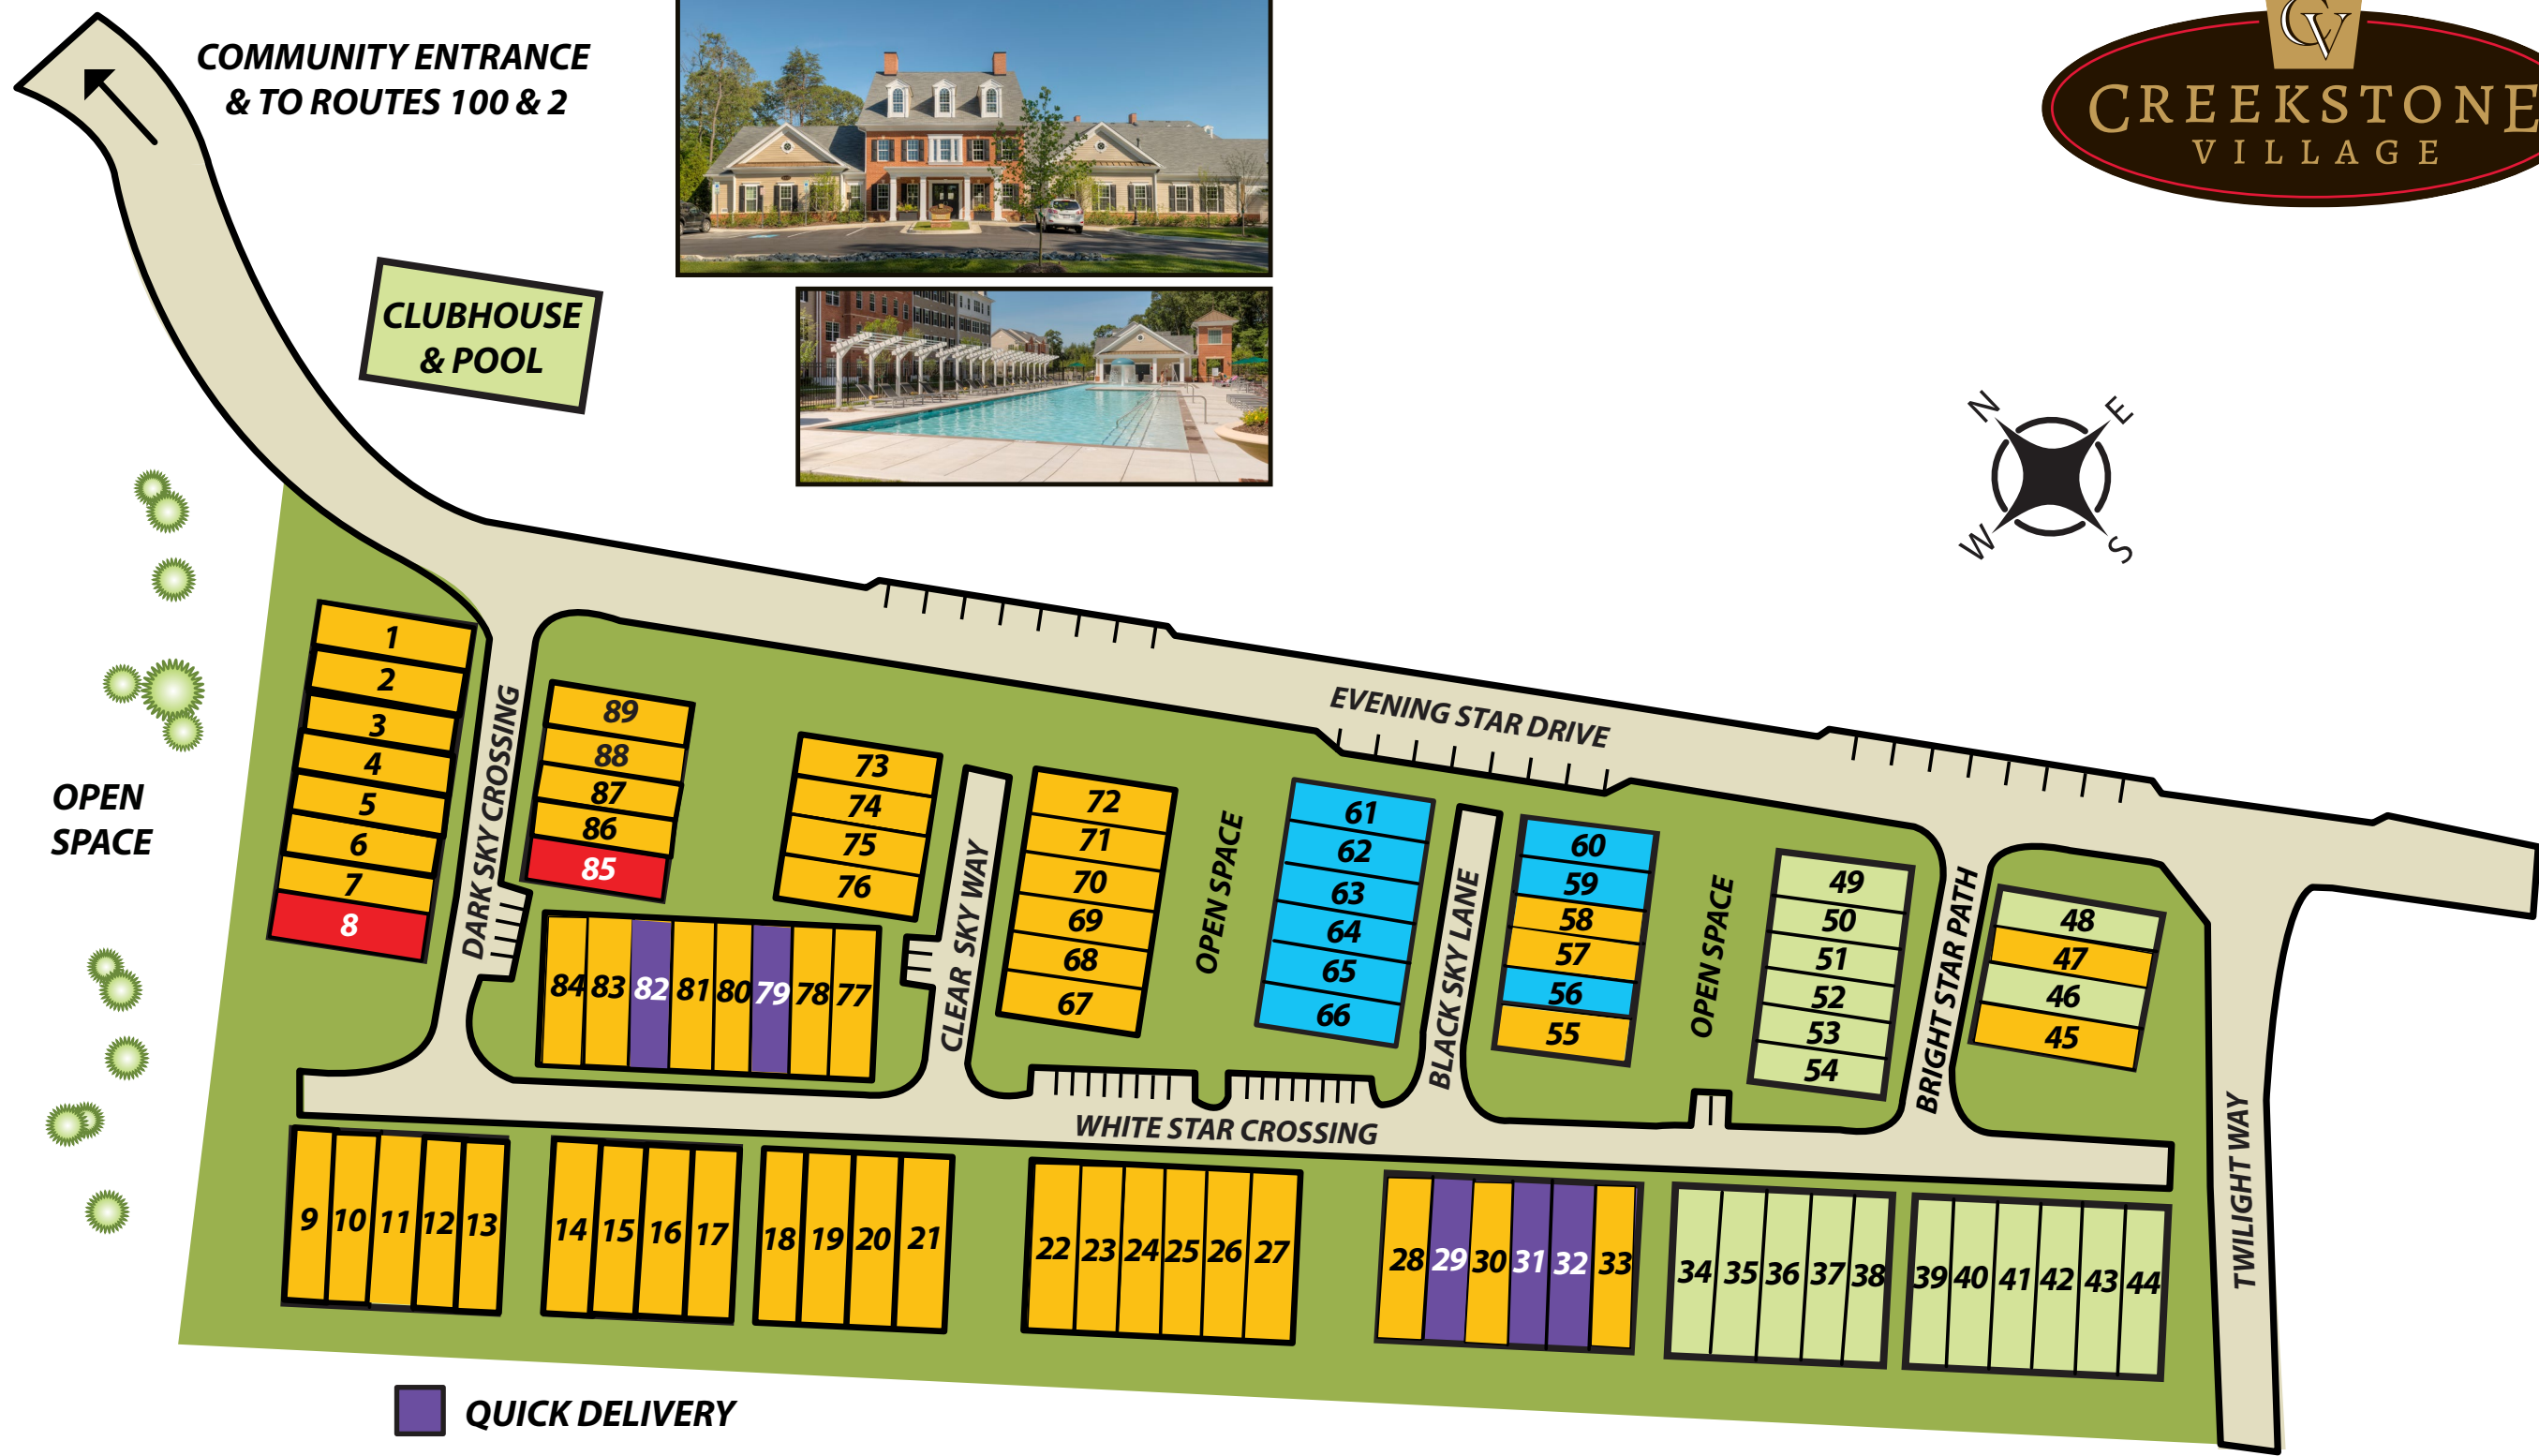 COMMUNITY ENTRANCE
& TO ROUTES 100 & 2
CV
CREEKSTONE
VILLAGE
CLUBHOUSE
& POOL
N
E
W
S
OPEN
SPACE
EVENING STAR DRIVE
DARK SKY CROSSING
CLEAR SKY WAY
OPEN SPACE
BLACK SKY LANE
OPEN SPACE
BRIGHT STAR PATH
TWILIGHT WAY
WHITE STAR CROSSING
1
2
3
4
5
6
7
8
89
88
87
86
85
73
74
75
76
84 83 82 81 80 79 78 77
72
71
70
69
68
67
61
62
63
64
65
66
60
59
58
57
56
55
49
50
51
52
53
54
48
47
46
45
9 10 11 12 13
14 15 16 17
18 19 20 21
22 23 24 25 26 27
28 29 30 31 32 33
34 35 36 37 38
39 40 41 42 43 44
QUICK DELIVERY